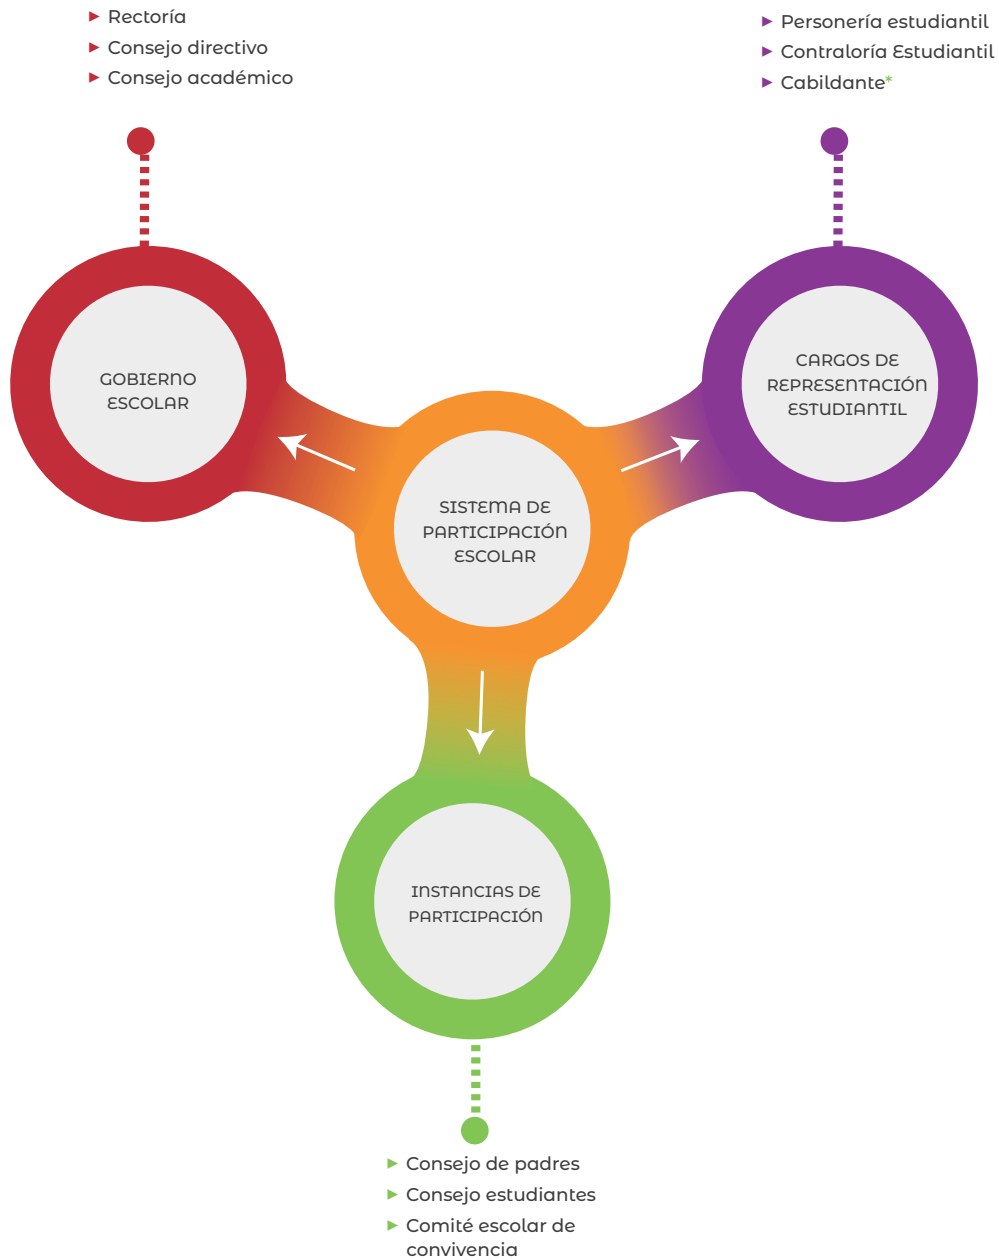 Rectoría
Consejo directivo
Consejo académico
Personería estudiantil
Contraloría Estudiantil
Cabildante*
GOBIERNO
ESCOLAR
CARGOS DE
REPRESENTACIÓN
ESTUDIANTIL
SISTEMA DE
PARTICIPACIÓN
ESCOLAR
INSTANCIAS DE
PARTICIPACIÓN
Consejo de padres
Consejo estudiantes
Comité escolar de
convivencia